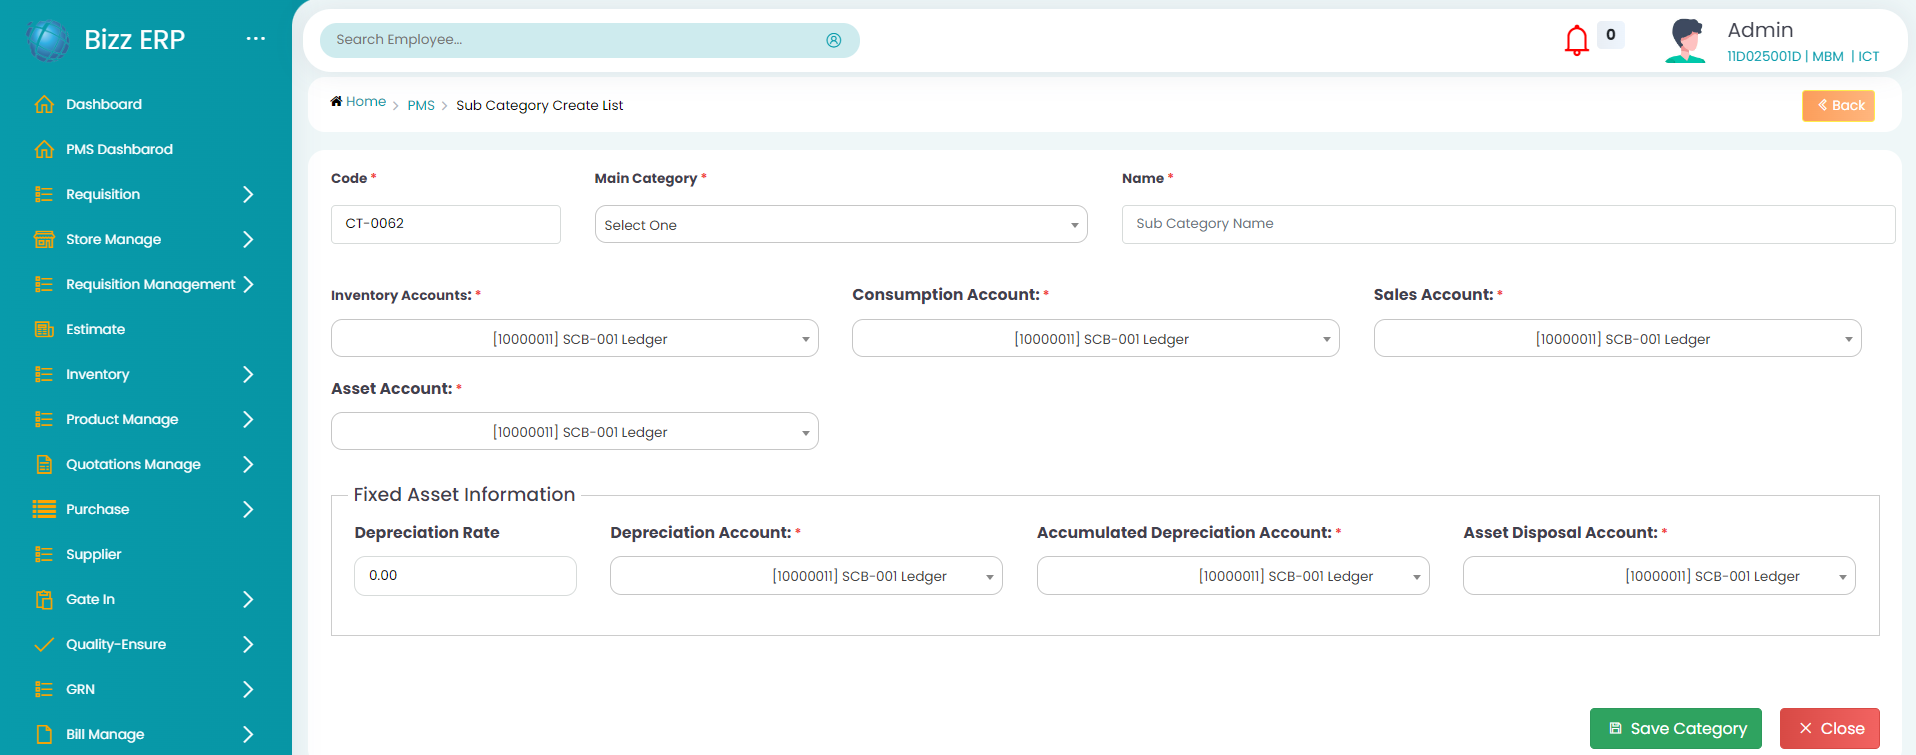 Bizz ERP
Search Employee...
0
Admin
11D025001D | MBM | ICT
Dashboard
PMS Dashbarod
Requisition
Store Manage
Requisition Management
Estimate
Inventory
Product Manage
Quotations Manage
Purchase
Supplier
Gate In
Quality-Ensure
GRN
Bill Manage
Home > PMS > Sub Category Create List
Back
Code * Main Category * Name *
CT-0062 Select One Sub Category Name
Inventory Accounts: * Consumption Account: * Sales Account: *
[10000011] SCB-001 Ledger [10000011] SCB-001 Ledger [10000011] SCB-001 Ledger
Asset Account: *
[10000011] SCB-001 Ledger
Fixed Asset Information
Depreciation Rate Depreciation Account: * Accumulated Depreciation Account: * Asset Disposal Account: *
0.00 [10000011] SCB-001 Ledger [10000011] SCB-001 Ledger [10000011] SCB-001 Ledger
Save Category Close